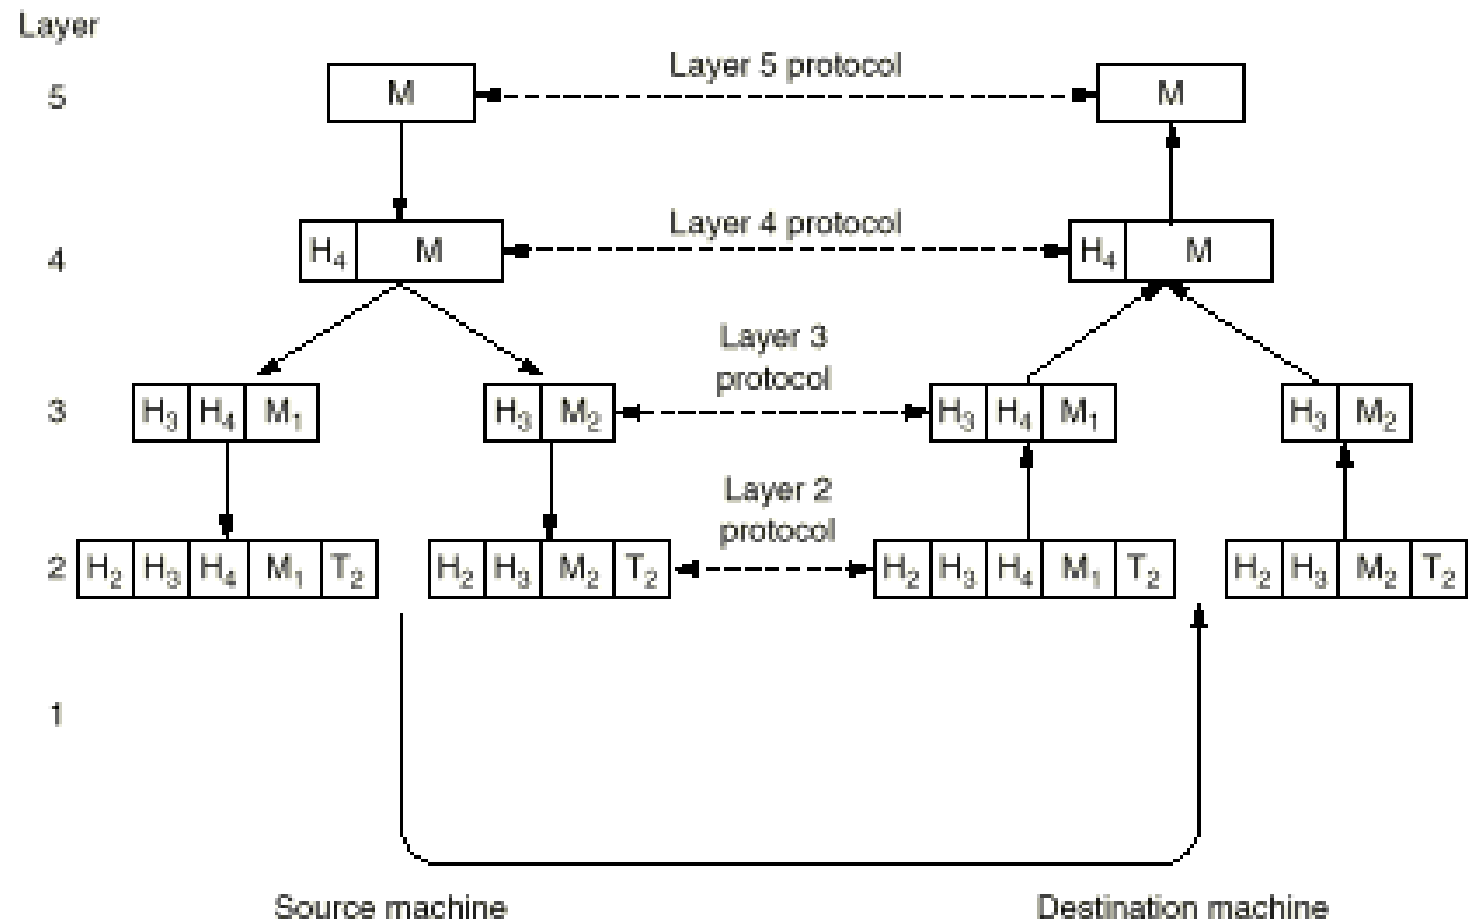 Layer
5 M Layer 5 protocol M
4 H4 M Layer 4 protocol H4 M
Layer 3
protocol
3 H3 H4 M1 H3 M2 H3 H4 M1 H3 M2
Layer 2
protocol
2 H2 H3 H4 M1 T2 H2 H3 M2 T2 H2 H3 H4 M1 T2 H2 H3 M2 T2
1
Source machine Destination machine